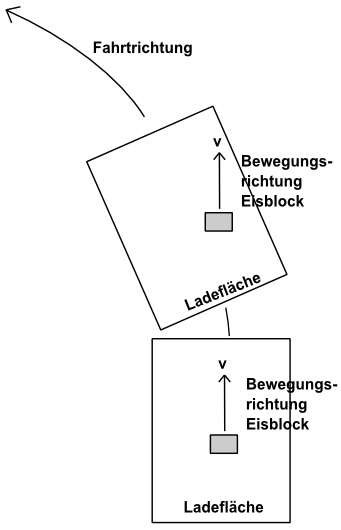 Fahrtrichtung
v
Bewegungs-
richtung
Eisblock
Ladefläche
v
Bewegungs-
richtung
Eisblock
Ladefläche